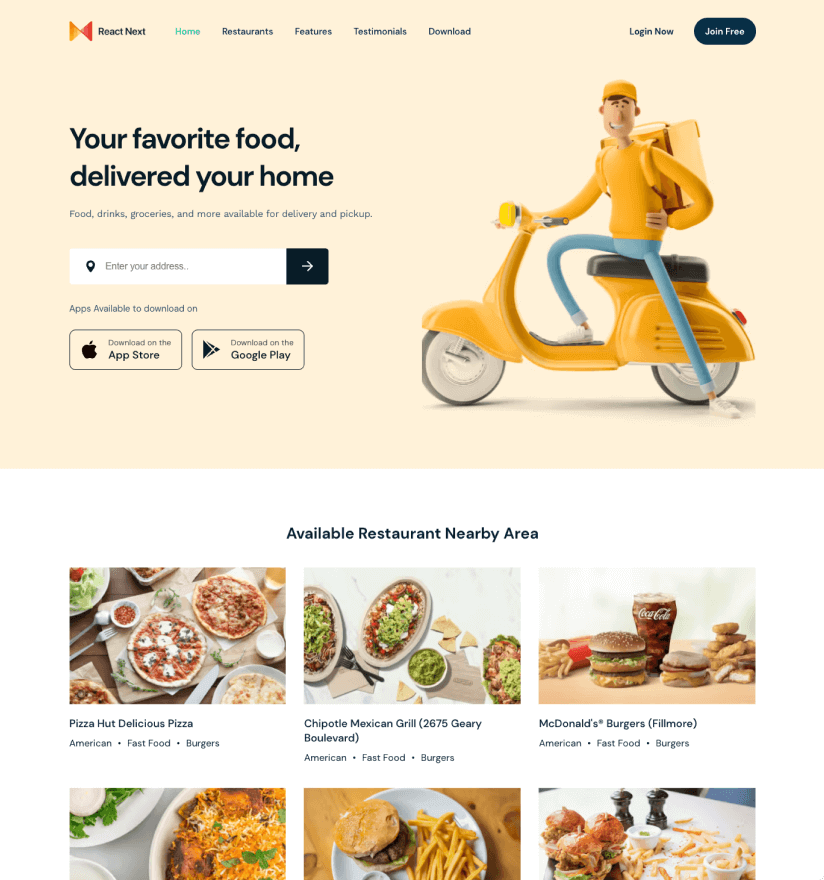 React Next
Home
Restaurants
Features
Testimonials
Download
Login Now
Join Free
Your favorite food,
delivered your home
Food, drinks, groceries, and more available for delivery and pickup.
Enter your address..
Apps Available to download on
Download on the
App Store
Download on the
Google Play
Available Restaurant Nearby Area
Coca-Cola
Pizza Hut Delicious Pizza
American • Fast Food • Burgers
Chipotle Mexican Grill (2675 Geary
Boulevard)
American • Fast Food • Burgers
McDonald's® Burgers (Fillmore)
American • Fast Food • Burgers